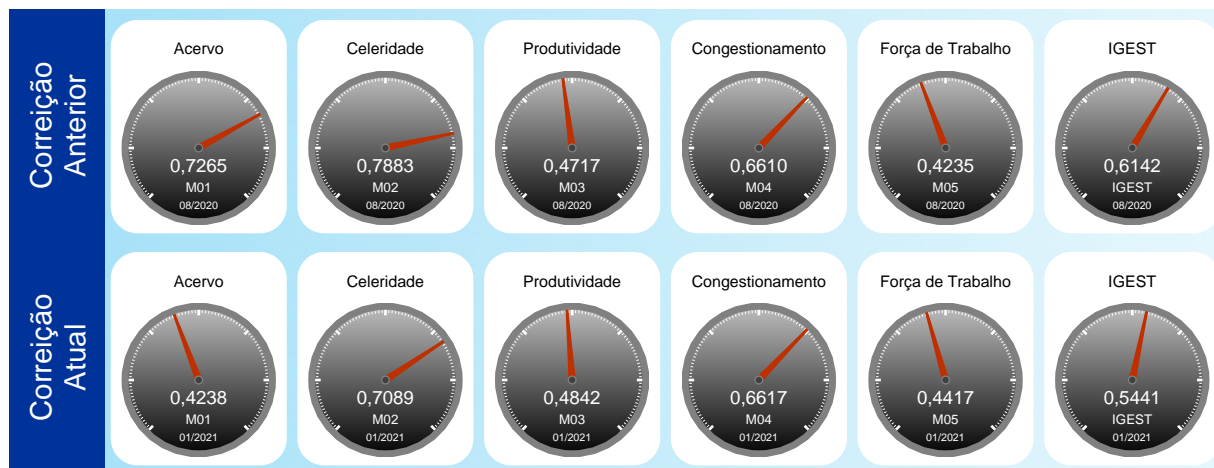 Correição
Anterior
Acervo
0,7265
M01
08/2020
Celeridade
0,7883
M02
08/2020
Produtividade
0,4717
M03
08/2020
Congestionamento
0,6610
M04
08/2020
Força de Trabalho
0,4235
M05
08/2020
IGEST
0,6142
IGEST
08/2020
Correição
Atual
Acervo
0,4238
M01
01/2021
Celeridade
0,7089
M02
01/2021
Produtividade
0,4842
M03
01/2021
Congestionamento
0,6617
M04
01/2021
Força de Trabalho
0,4417
M05
01/2021
IGEST
0,5441
IGEST
01/2021